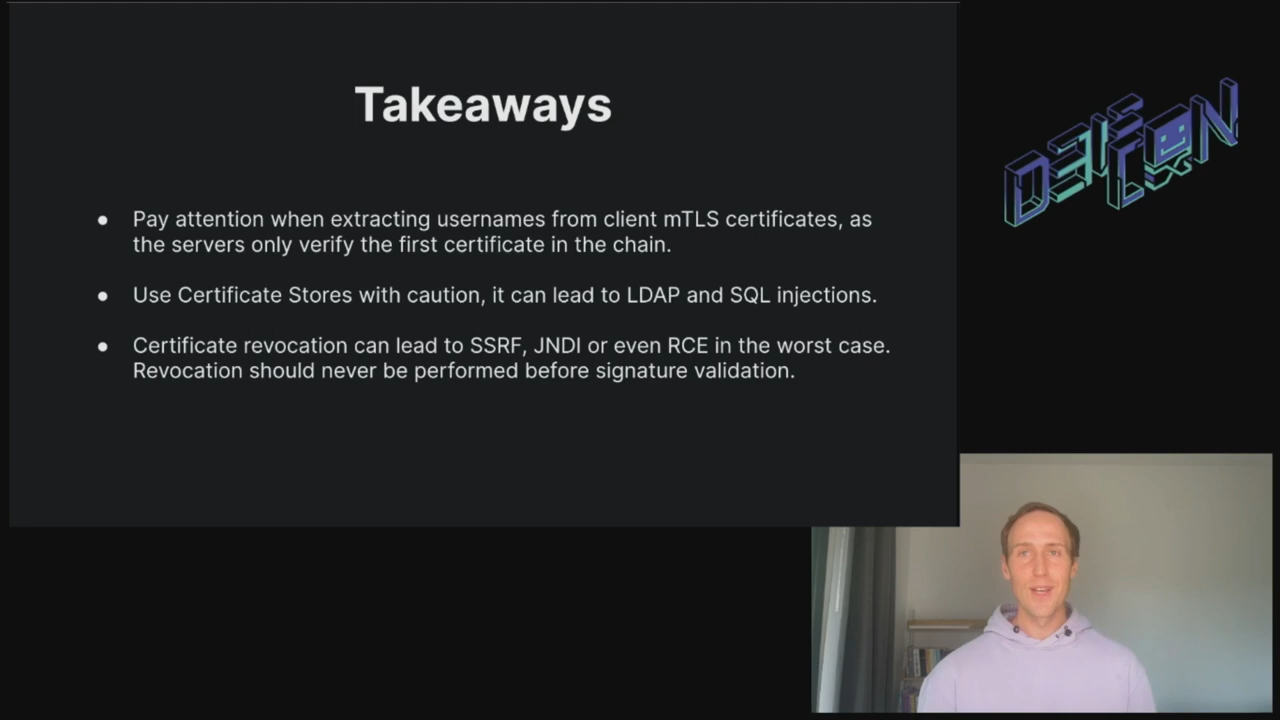 Takeaways
DEF CON
● Pay attention when extracting usernames from client mTLS certificates, as
the servers only verify the first certificate in the chain.
● Use Certificate Stores with caution, it can lead to LDAP and SQL injections.
● Certificate revocation can lead to SSRF, JNDI or even RCE in the worst case.
Revocation should never be performed before signature validation.